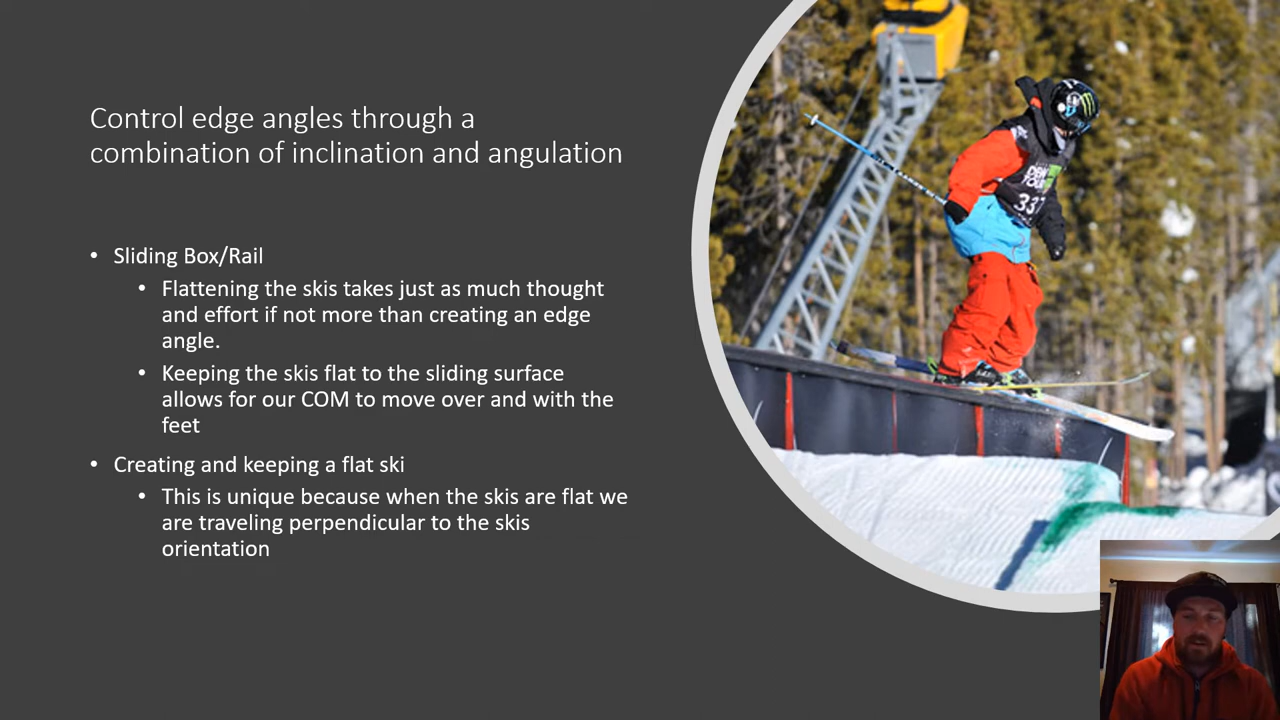 Control edge angles through a
combination of inclination and angulation
• Sliding Box/Rail
• Flattening the skis takes just as much thought
and effort if not more than creating an edge
angle.
• Keeping the skis flat to the sliding surface
allows for our COM to move over and with the
feet
• Creating and keeping a flat ski
• This is unique because when the skis are flat we
are traveling perpendicular to the skis
orientation
DEW
TOUR
337